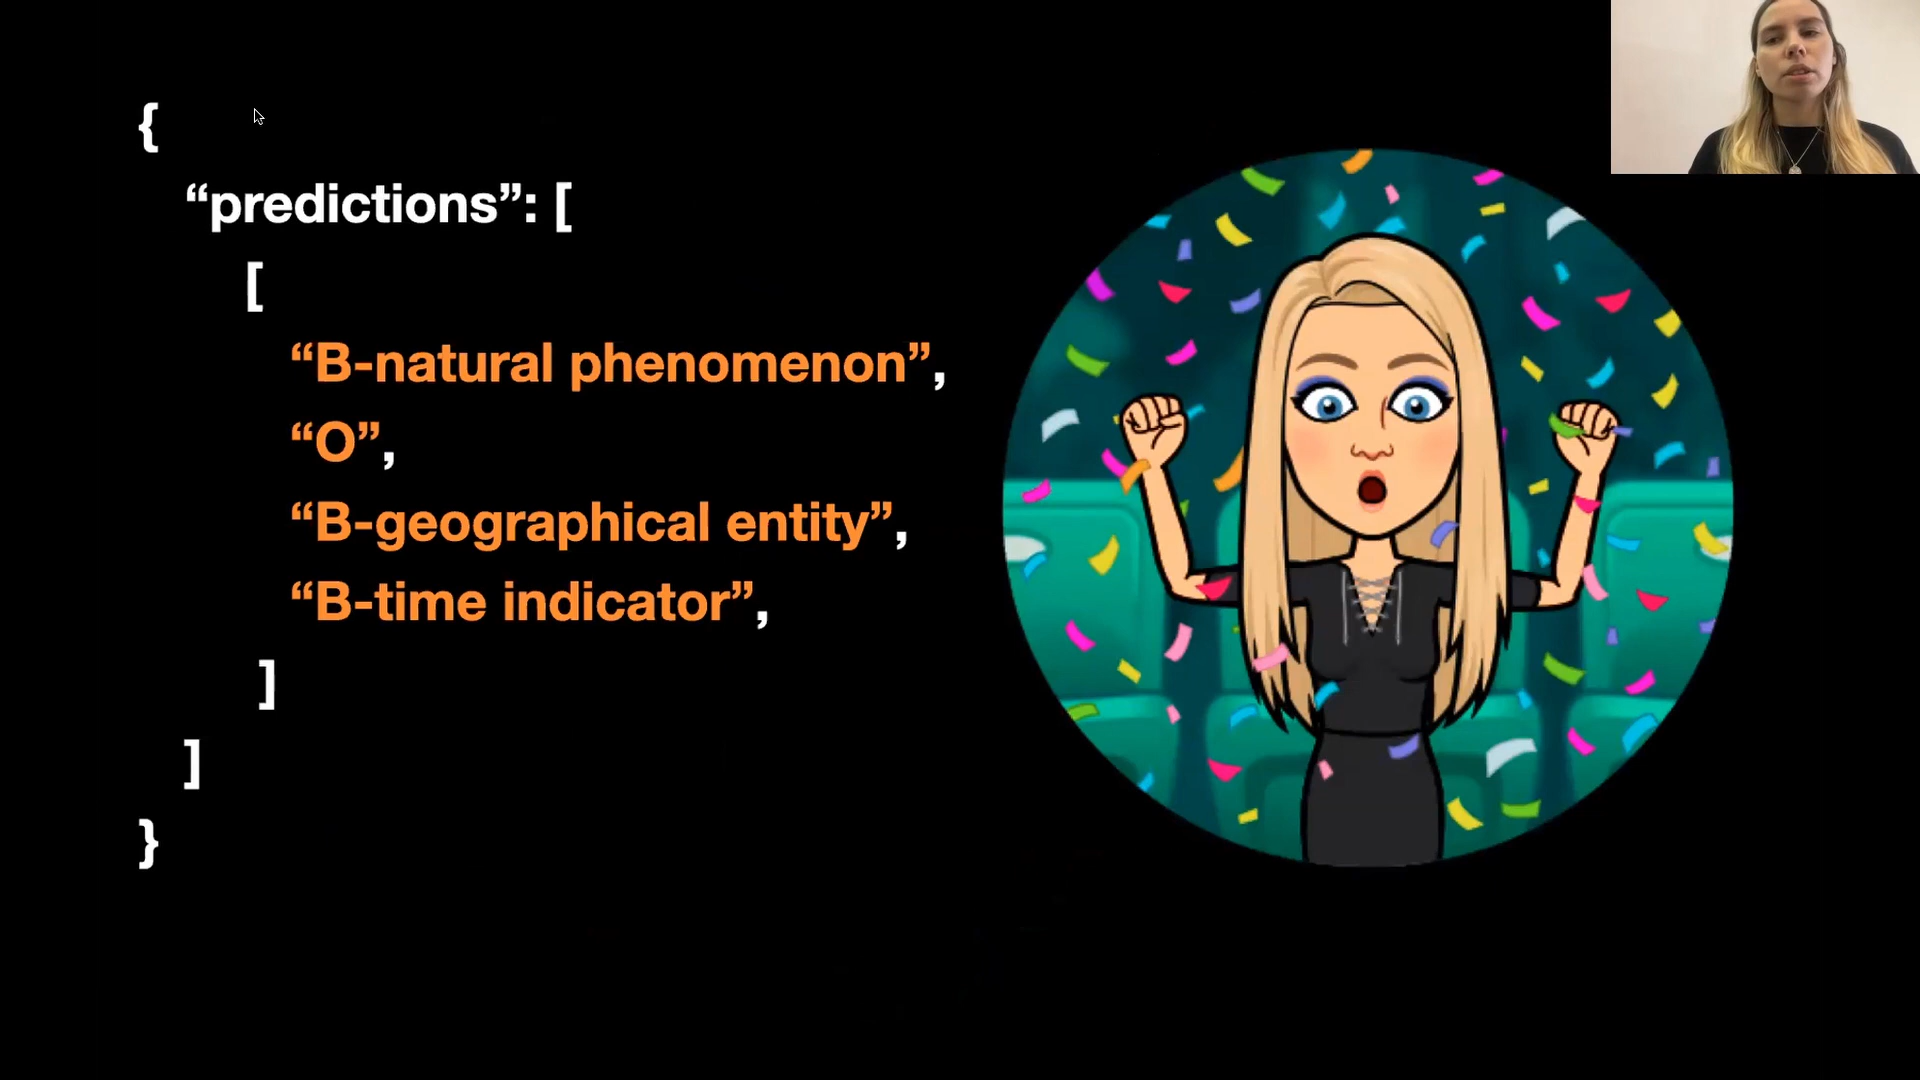 {
“predictions”: [
[
“B-natural phenomenon”,
“O”,
“B-geographical entity”,
“B-time indicator”,
]
]
}